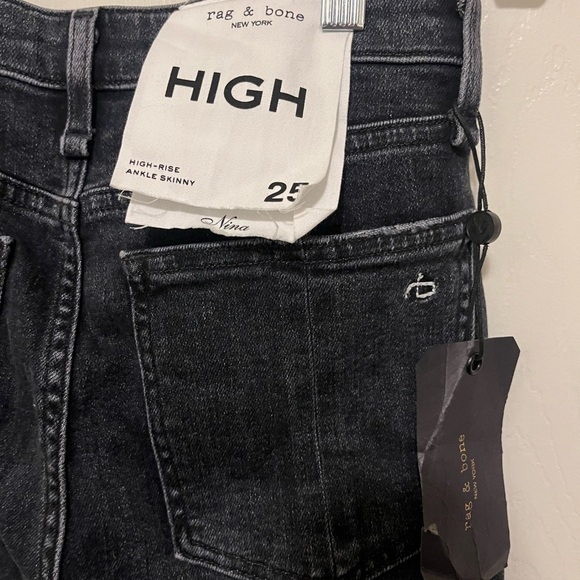 rag & bone
NEW YORK
HIGH
HIGH-RISE
ANKLE SKINNY
25
Nina
rag & bone
NEW YORK